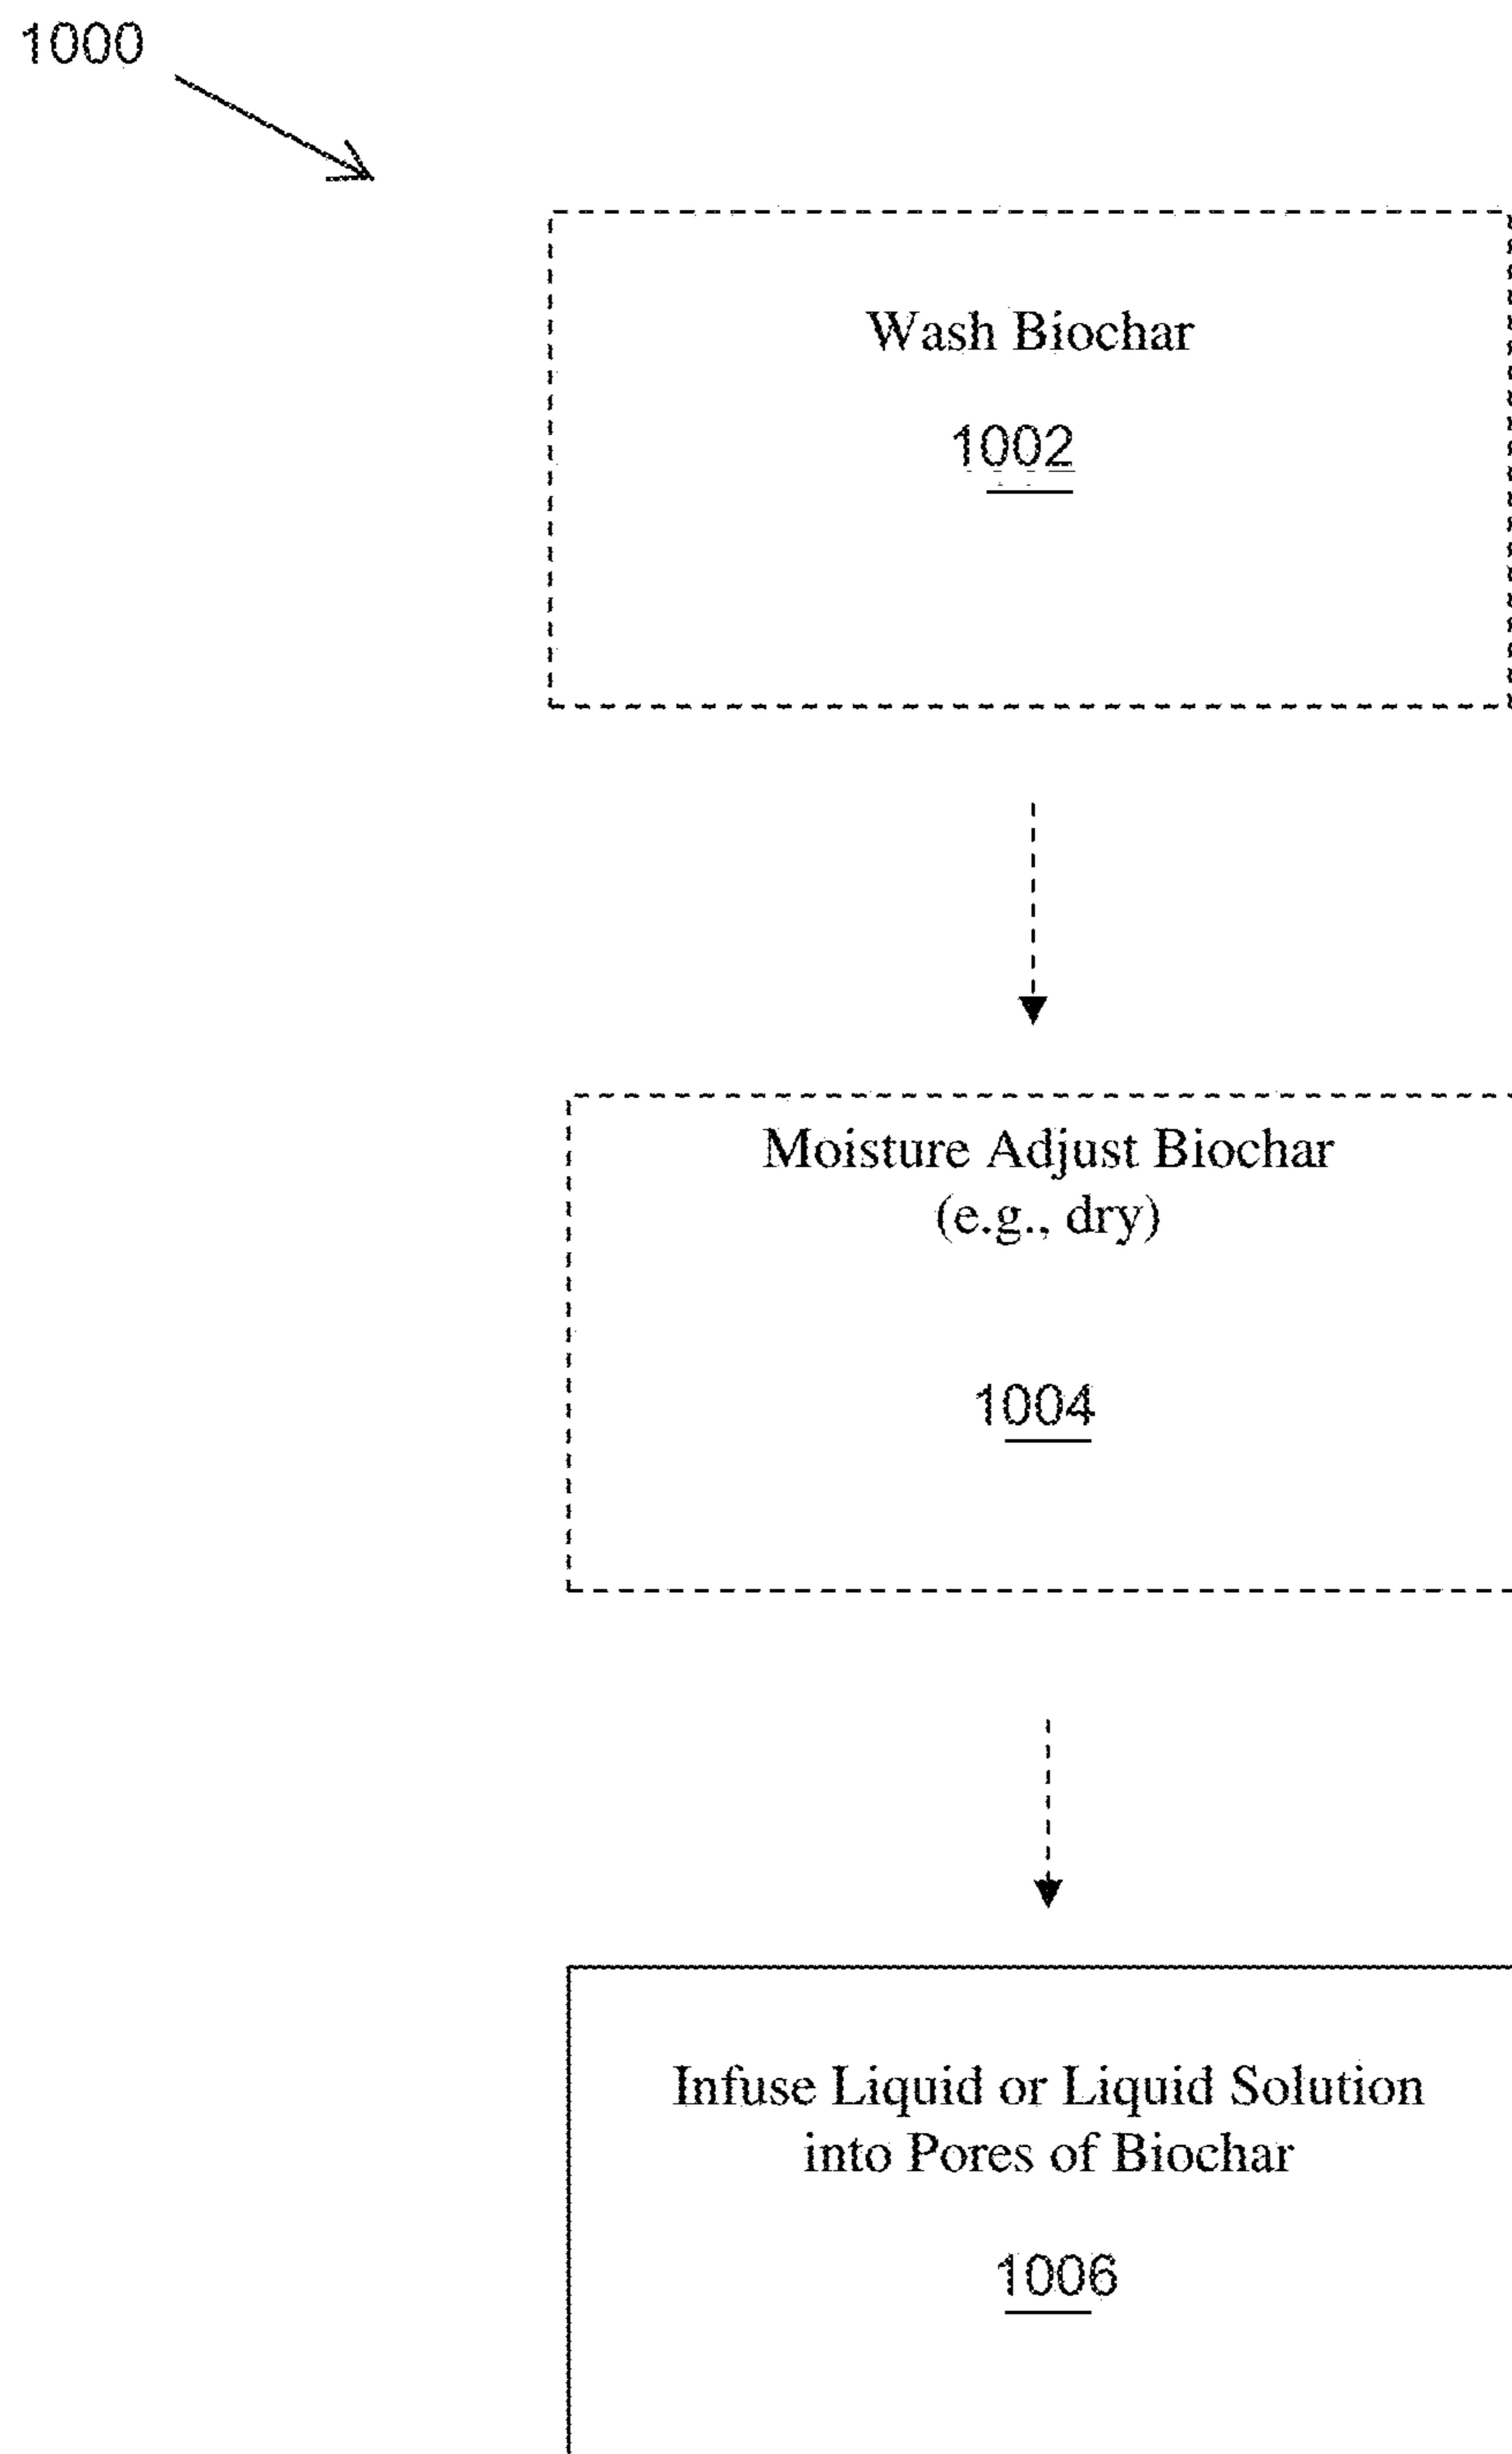 1000
Wash Biochar
1002
Moisture Adjust Biochar
(e.g., dry)
1004
Infuse Liquid or Liquid Solution
into Pores of Biochar
1006